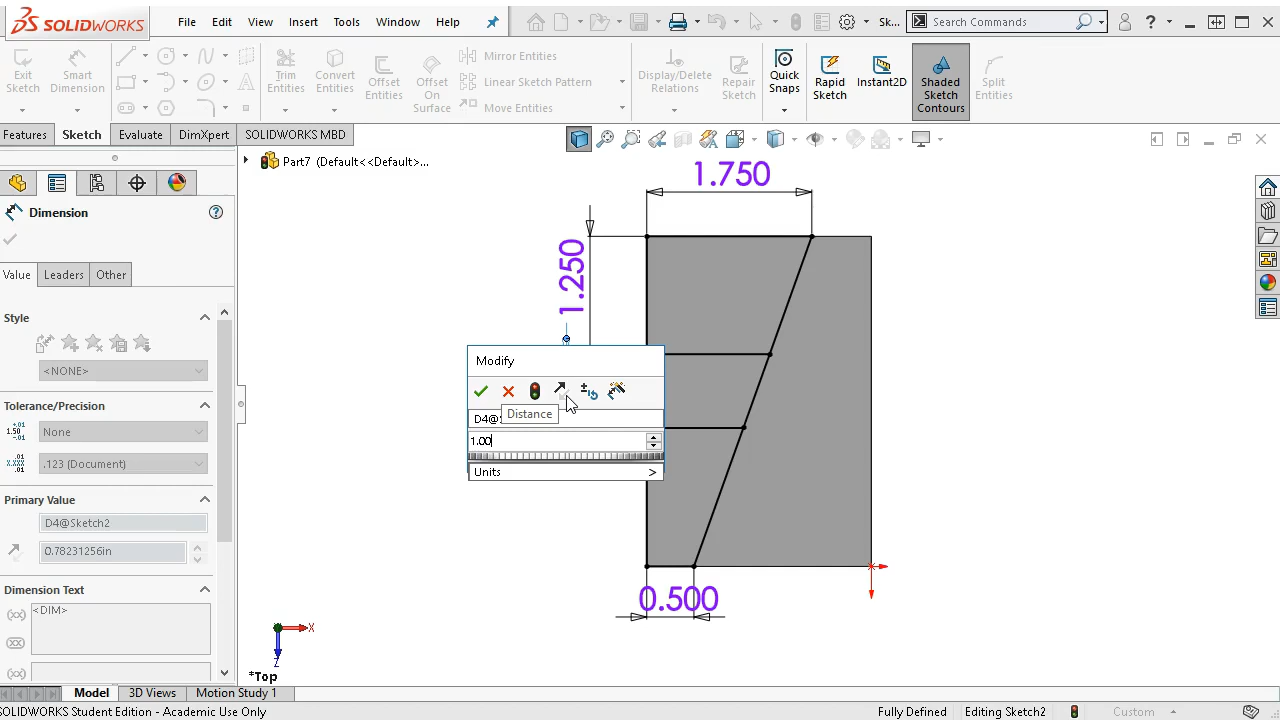 SOLIDWORKS
File Edit View Insert Tools Window Help
Sk...
Search Commands
?
Exit Sketch
Smart Dimension
Trim Entities
Convert Entities
Offset Entities
Offset On Surface
Mirror Entities
Linear Sketch Pattern
Move Entities
Display/Delete Relations
Repair Sketch
Quick Snaps
Rapid Sketch
Instant2D
Shaded Sketch Contours
Split Entities
Features Sketch Evaluate DimXpert SOLIDWORKS MBD
Part7 (Default<<Default>...
Dimension
?
Value Leaders Other
Style
<NONE>
Tolerance/Precision
None
.123 (Document)
Primary Value
D4@Sketch2
0.78231256in
Dimension Text
<DIM>
1.750
1.250
Modify
Distance
D4@
1.00
Units >
0.500
X
Z
*Top
Model 3D Views Motion Study 1
SOLIDWORKS Student Edition - Academic Use Only
Fully Defined Editing Sketch2 Custom